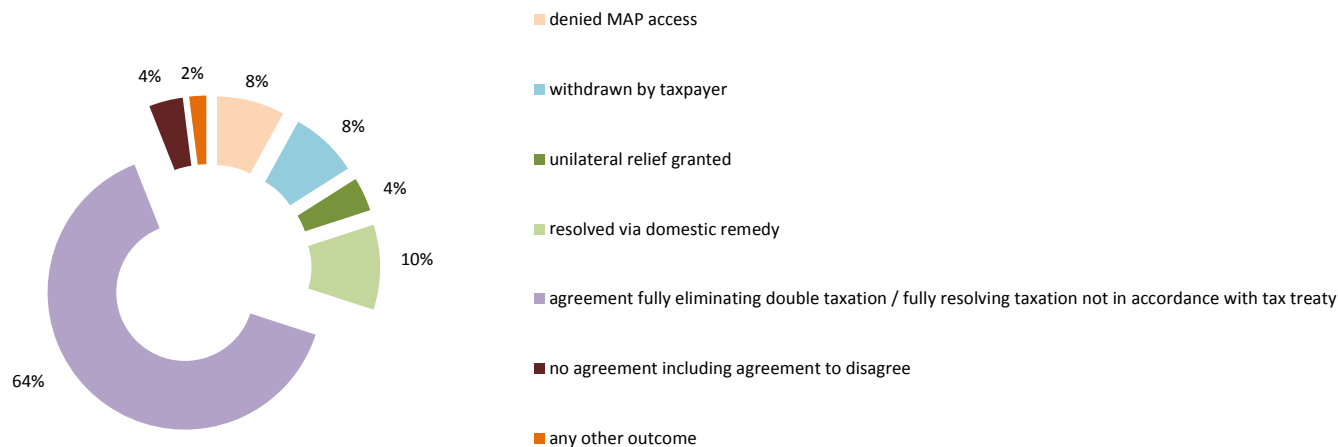 4%
2%
8%
8%
4%
10%
64%
denied MAP access
withdrawn by taxpayer
unilateral relief granted
resolved via domestic remedy
agreement fully eliminating double taxation / fully resolving taxation not in accordance with tax treaty
no agreement including agreement to disagree
any other outcome